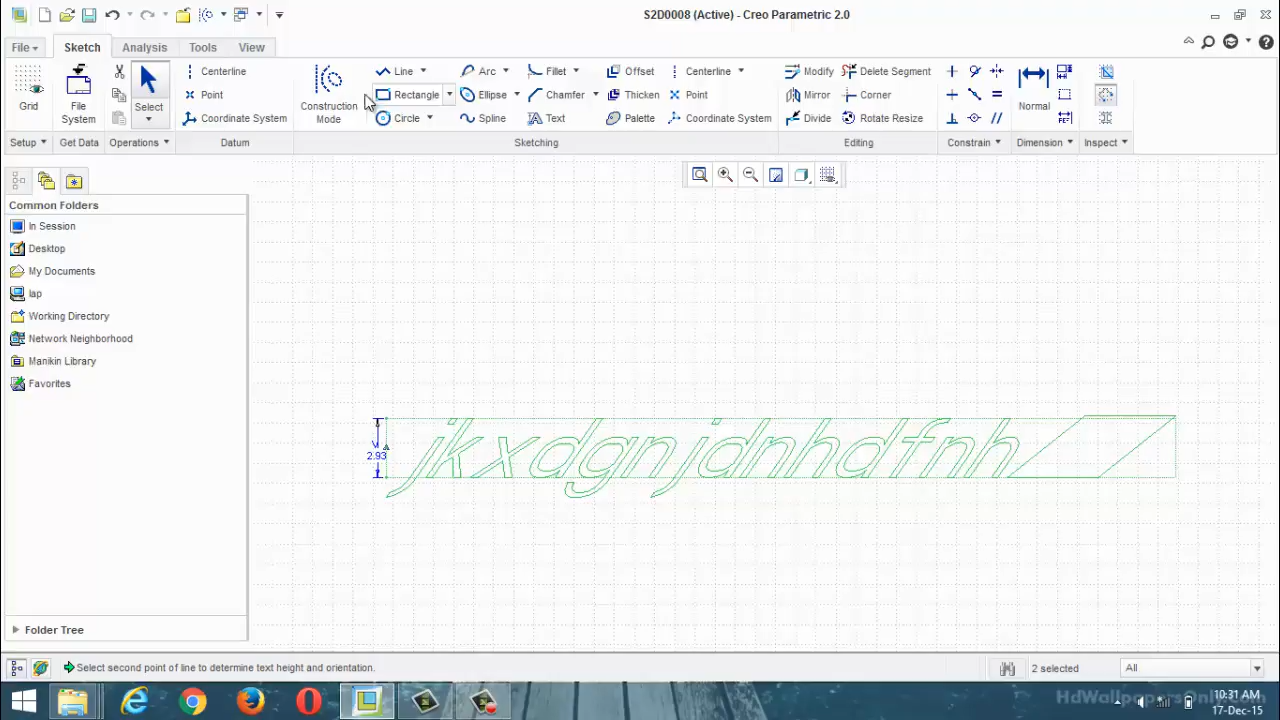 S2D0008 (Active) - Creo Parametric 2.0
File Sketch Analysis Tools View
Grid
File System
Select
Centerline
Point
Coordinate System
Construction Mode
Line Arc Fillet Offset Centerline
Rectangle Ellipse Chamfer Thicken Point
Circle Spline Text Palette Coordinate System
Modify Delete Segment
Mirror Corner
Divide Rotate Resize
Normal
Setup Get Data Operations Datum Sketching Editing Constrain Dimension Inspect
Common Folders
In Session
Desktop
My Documents
lap
Working Directory
Network Neighborhood
Manikin Library
Favorites
Folder Tree
V
2.93
jkxdgnjdnhdfnh
Select second point of line to determine text height and orientation.
2 selected
All
HdWallpapersOnly.com
10:31 AM
17-Dec-15